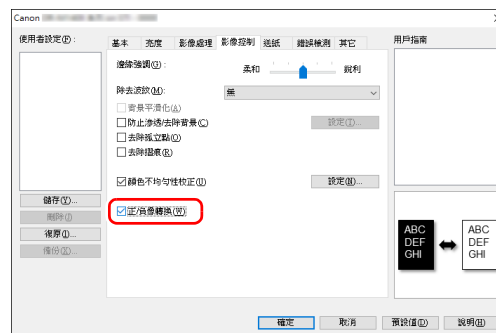 Canon
使用者設定(P):
基本 亮度 影像處理 影像控制 送紙 錯誤檢測 其它
用戶指南
邊緣強調(G):
柔和 銳利
除去波紋(M):
無
背景平滑化(A)
防止滲透/去除背景(C)
設定(T)...
去除孤立點(O)
去除摺痕(R)
顏色不均勻性校正(U)
設定(N)...
正/負像轉換(W)
儲存(V)...
刪除(J)
復原(L)...
備份(X)...
ABC
DEF
GHI
ABC
DEF
GHI
確定 取消 預設值(D) 說明(H)